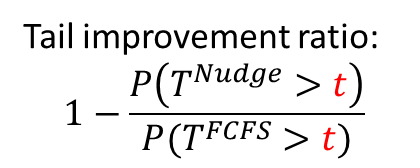 Tail improvement ratio:
1 − P(T^Nudge > t) / P(T^FCFS > t)